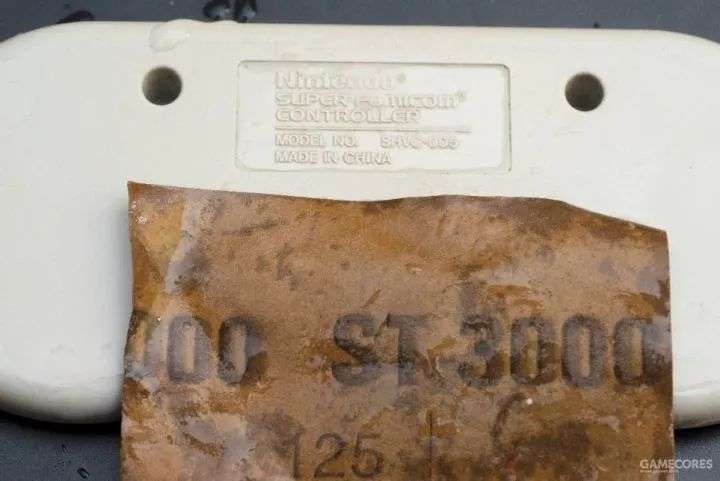 Nintendo®
SUPER FAMICOM®
CONTROLLER
MODEL NO. SHVC-005
MADE IN CHINA
000 ST-3000
125
GAMECORES